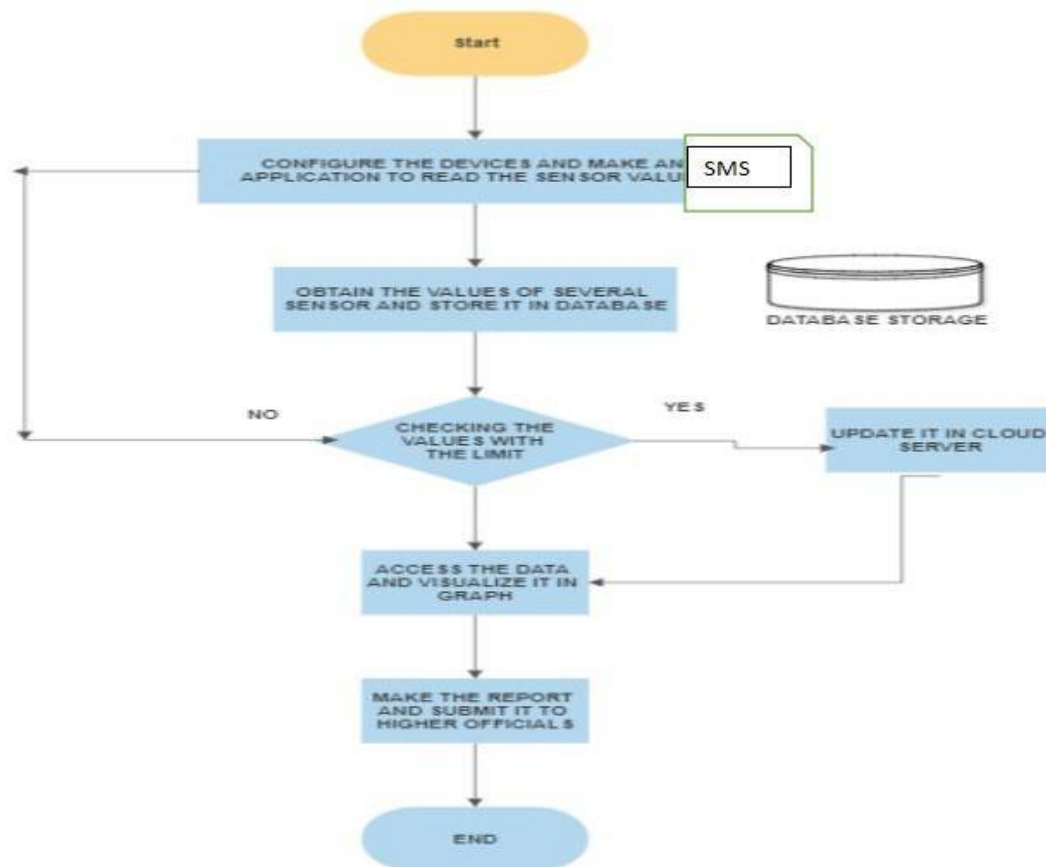 Start
CONFIGURE THE DEVICES AND MAKE AN
APPLICATION TO READ THE SENSOR VALU
SMS
OBTAIN THE VALUES OF SEVERAL
SENSOR AND STORE IT IN DATABASE
DATABASE STORAGE
NO
CHECKING THE
VALUES WITH
THE LIMIT
YES
UPDATE IT IN CLOUD
SERVER
ACCESS THE DATA
AND VISUALIZE IT IN
GRAPH
MAKE THE REPORT
AND SUBMIT IT TO
HIGHER OFFICIALS
END